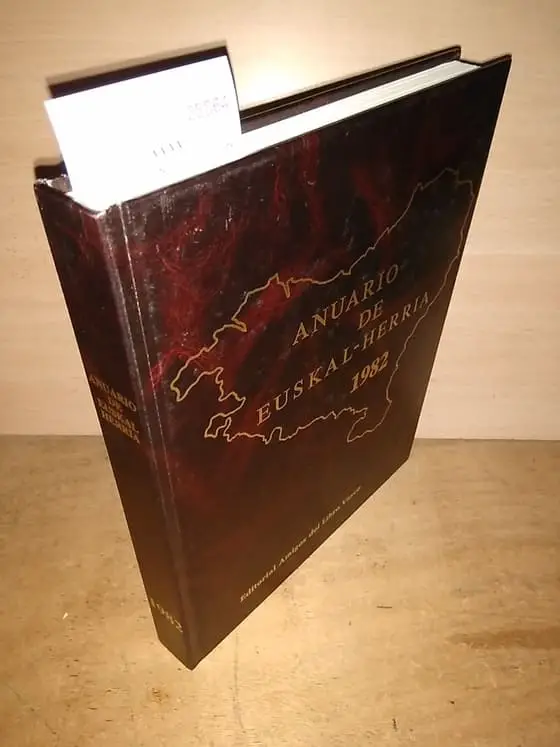 ANUARIO
DE
EUSKAL-HERRIA
1982
Editorial Amigos del Libro Vasco
ANUARIO
DE
EUSKAL
HERRIA
1982